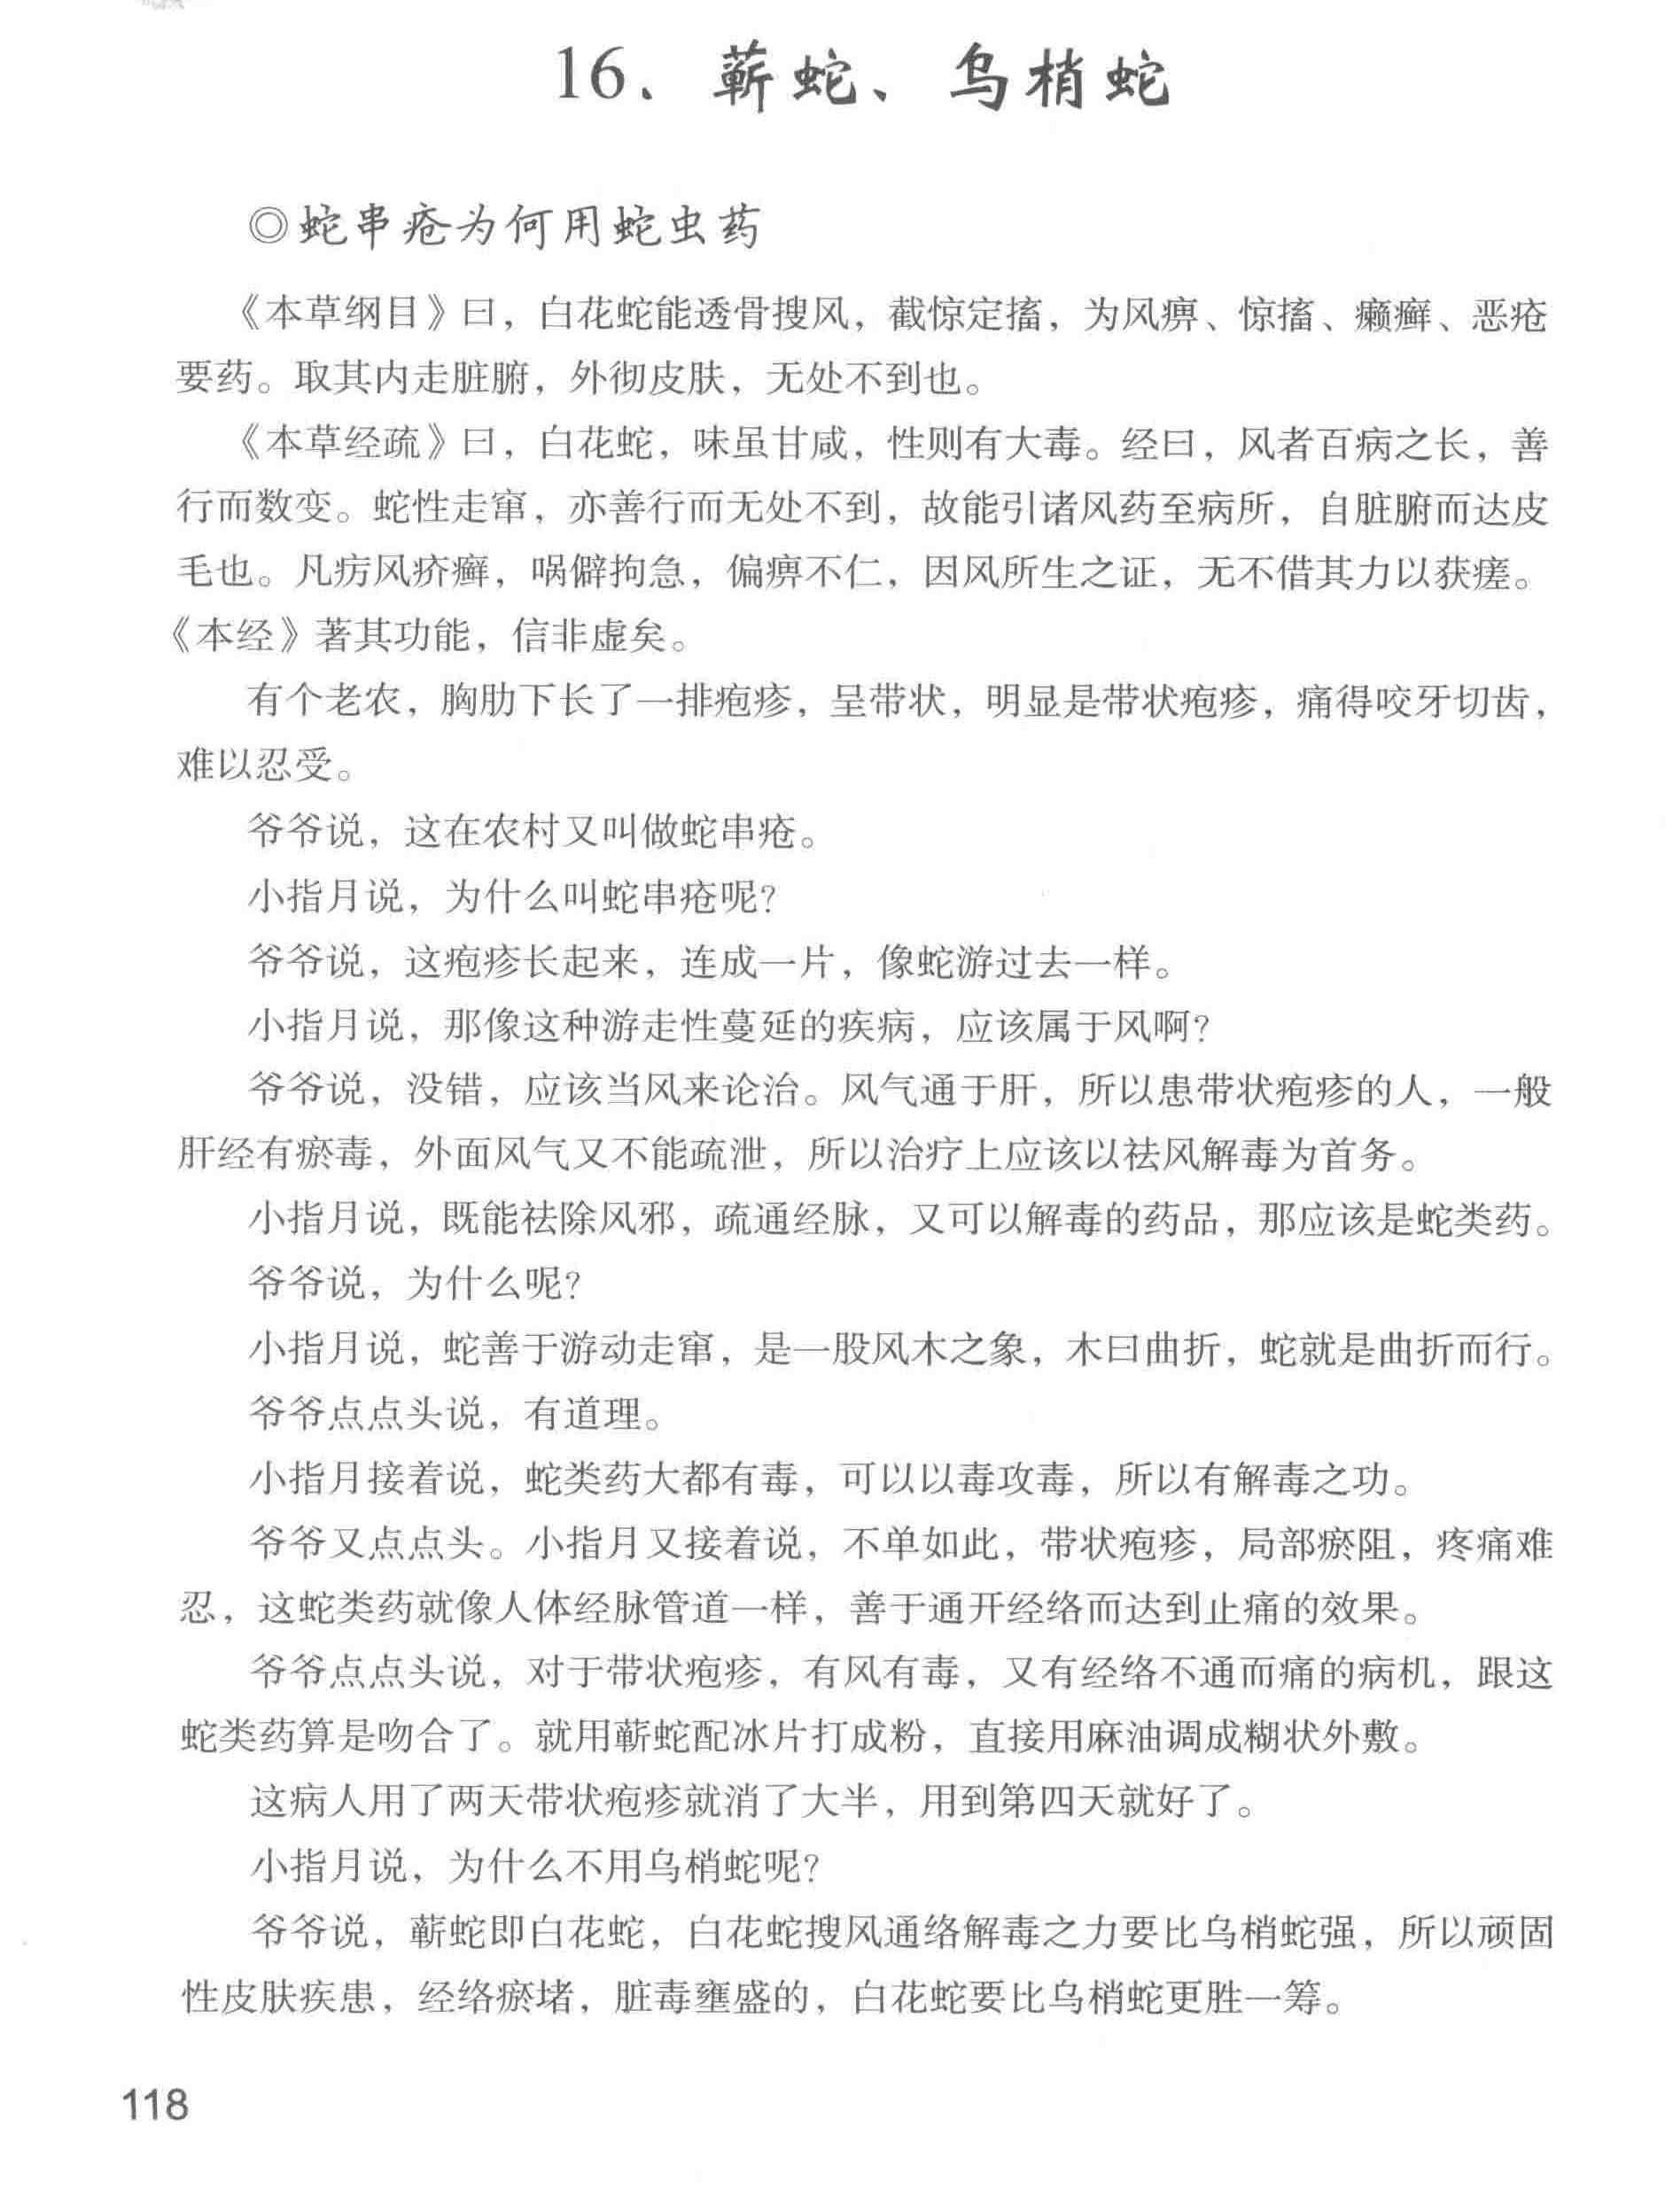 16、蕲蛇、乌梢蛇
◎蛇串疮为何用蛇虫药
《本草纲目》曰，白花蛇能透骨搜风，截惊定搐，为风痹、惊搐、癞癣、恶疮
要药。取其内走脏腑，外彻皮肤，无处不到也。
《本草经疏》曰，白花蛇，味虽甘咸，性则有大毒。经曰，风者百病之长，善
行而数变。蛇性走窜，亦善行而无处不到，故能引诸风药至病所，自脏腑而达皮
毛也。凡疠风疥癣，㖞僻拘急，偏痹不仁，因风所生之证，无不借其力以获瘥。
《本经》著其功能，信非虚矣。
有个老农，胸肋下长了一排疱疹，呈带状，明显是带状疱疹，痛得咬牙切齿，
难以忍受。
爷爷说，这在农村又叫做蛇串疮。
小指月说，为什么叫蛇串疮呢？
爷爷说，这疱疹长起来，连成一片，像蛇游过去一样。
小指月说，那像这种游走性蔓延的疾病，应该属于风啊？
爷爷说，没错，应该当风来论治。风气通于肝，所以患带状疱疹的人，一般
肝经有瘀毒，外面风气又不能疏泄，所以治疗上应该以祛风解毒为首务。
小指月说，既能祛除风邪，疏通经脉，又可以解毒的药品，那应该是蛇类药。
爷爷说，为什么呢？
小指月说，蛇善于游动走窜，是一股风木之象，木曰曲折，蛇就是曲折而行。
爷爷点点头说，有道理。
小指月接着说，蛇类药大都有毒，可以以毒攻毒，所以有解毒之功。
爷爷又点点头。小指月又接着说，不单如此，带状疱疹，局部瘀阻，疼痛难
忍，这蛇类药就像人体经脉管道一样，善于通开经络而达到止痛的效果。
爷爷点点头说，对于带状疱疹，有风有毒，又有经络不通而痛的病机，跟这
蛇类药算是吻合了。就用蕲蛇配冰片打成粉，直接用麻油调成糊状外敷。
这病人用了两天带状疱疹就消了大半，用到第四天就好了。
小指月说，为什么不用乌梢蛇呢？
爷爷说，蕲蛇即白花蛇，白花蛇搜风通络解毒之力要比乌梢蛇强，所以顽固
性皮肤疾患，经络瘀堵，脏毒壅盛的，白花蛇要比乌梢蛇更胜一筹。
118